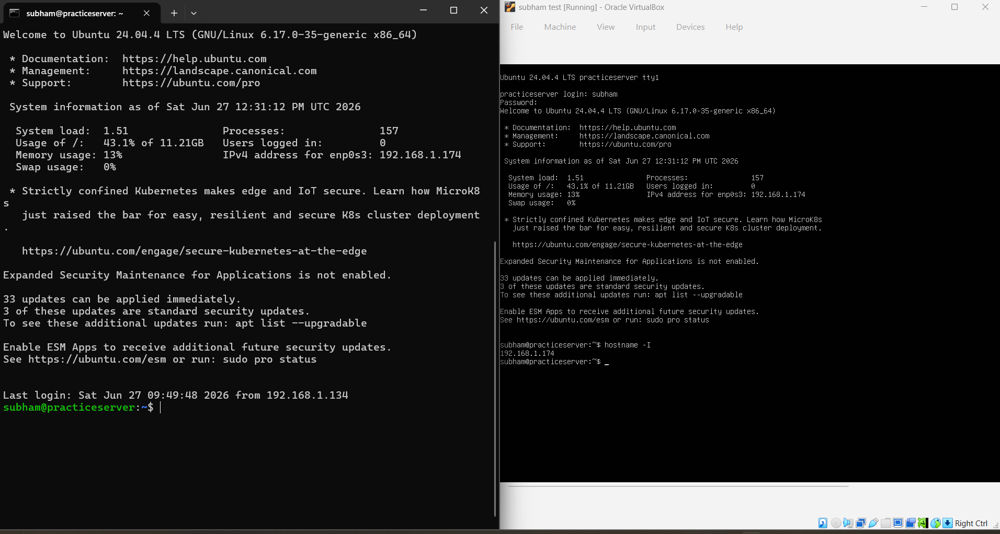 subham@practiceserver: ~
Welcome to Ubuntu 24.04.4 LTS (GNU/Linux 6.17.0-35-generic x86_64)
* Documentation:  https://help.ubuntu.com
* Management:     https://landscape.canonical.com
* Support:        https://ubuntu.com/pro
System information as of Sat Jun 27 12:31:12 PM UTC 2026
System load:  1.51               Processes:               157
Usage of /:   43.1% of 11.21GB   Users logged in:         0
Memory usage: 13%                IPv4 address for enp0s3: 192.168.1.174
Swap usage:   0%
* Strictly confined Kubernetes makes edge and IoT secure. Learn how MicroK8
s
just raised the bar for easy, resilient and secure K8s cluster deployment
.
https://ubuntu.com/engage/secure-kubernetes-at-the-edge
Expanded Security Maintenance for Applications is not enabled.
33 updates can be applied immediately.
3 of these updates are standard security updates.
To see these additional updates run: apt list --upgradable
Enable ESM Apps to receive additional future security updates.
See https://ubuntu.com/esm or run: sudo pro status
Last login: Sat Jun 27 09:49:48 2026 from 192.168.1.134
subham@practiceserver:~$
subham test [Running] - Oracle VirtualBox
File Machine View Input Devices Help
Ubuntu 24.04.4 LTS practiceserver tty1
practiceserver login: subham
Password:
Welcome to Ubuntu 24.04.4 LTS (GNU/Linux 6.17.0-35-generic x86_64)
* Documentation:  https://help.ubuntu.com
* Management:     https://landscape.canonical.com
* Support:        https://ubuntu.com/pro
System information as of Sat Jun 27 12:31:12 PM UTC 2026
System load:  1.51               Processes:               157
Usage of /:   43.1% of 11.21GB   Users logged in:         0
Memory usage: 13%                IPv4 address for enp0s3: 192.168.1.174
Swap usage:   0%
* Strictly confined Kubernetes makes edge and IoT secure. Learn how MicroK8s
just raised the bar for easy, resilient and secure K8s cluster deployment.
https://ubuntu.com/engage/secure-kubernetes-at-the-edge
Expanded Security Maintenance for Applications is not enabled.
33 updates can be applied immediately.
3 of these updates are standard security updates.
To see these additional updates run: apt list --upgradable
Enable ESM Apps to receive additional future security updates.
See https://ubuntu.com/esm or run: sudo pro status
subham@practiceserver:~$ hostname -I
192.168.1.174
subham@practiceserver:~$ _
Right Ctrl